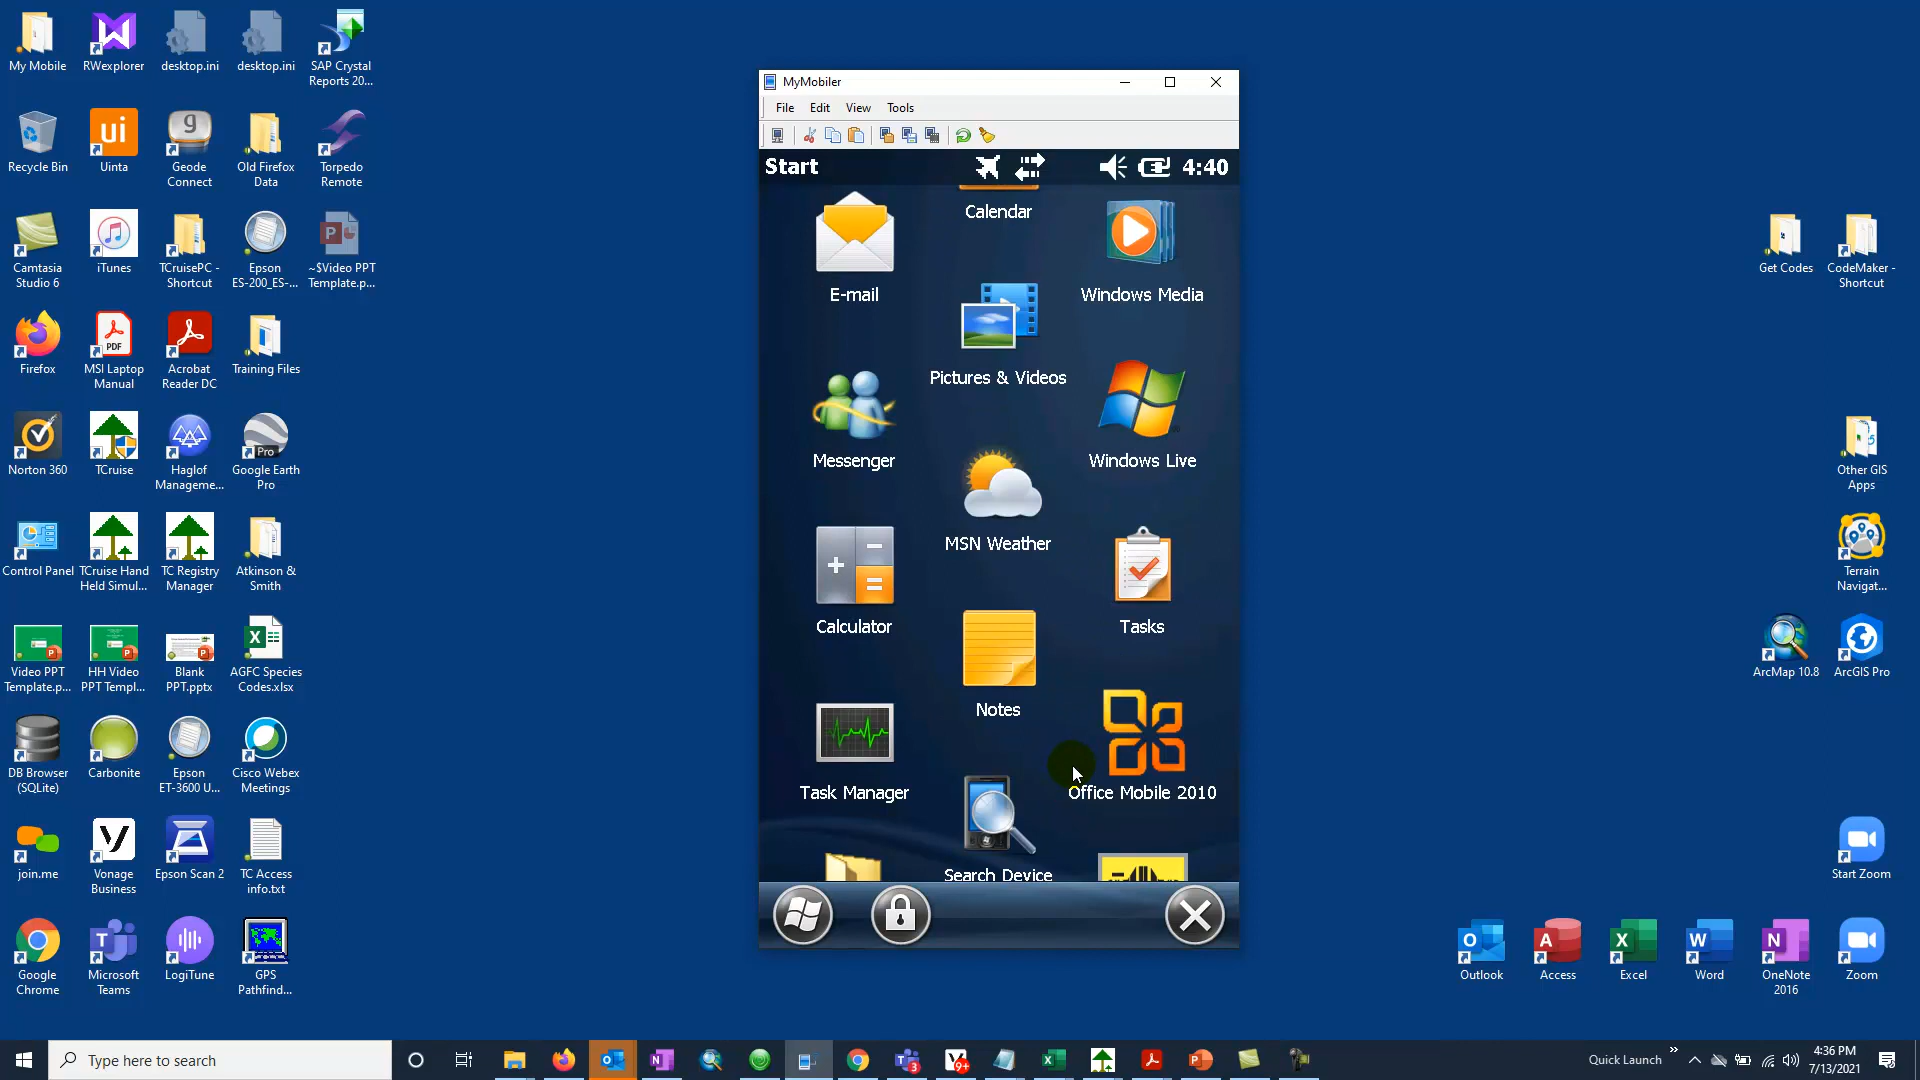 My Mobile
RWexplorer
desktop.ini
desktop.ini
SAP Crystal
Reports 20...
Recycle Bin
ui
Uinta
g
Geode
Connect
Old Firefox
Data
Torpedo
Remote
Camtasia
Studio 6
iTunes
TCruisePC -
Shortcut
Epson
ES-200_ES-...
~$Video PPT
Template.p...
Firefox
PDF
MSI Laptop
Manual
Acrobat
Reader DC
Training Files
Norton 360
TCruise
Haglof
Manageme...
Pro
Google Earth
Pro
Control Panel
TCruise Hand
Held Simul...
TC Registry
Manager
Atkinson &
Smith
Video PPT
Template.p...
HH Video
PPT Templ...
Blank
PPT.pptx
AGFC Species
Codes.xlsx
DB Browser
(SQLite)
Carbonite
Epson
ET-3600 U...
Cisco Webex
Meetings
join.me
Vonage
Business
Epson Scan 2
TC Access
info.txt
Google
Chrome
Microsoft
Teams
LogiTune
GPS
Pathfind...
MyMobiler
File Edit View Tools
Start 4:40
Calendar
E-mail
Windows Media
Pictures & Videos
Messenger
Windows Live
MSN Weather
Calculator
Tasks
Notes
Task Manager
Office Mobile 2010
Search Device
Get Codes
CodeMaker -
Shortcut
Other GIS
Apps
Terrain
Navigat...
ArcMap 10.8
ArcGIS Pro
Start Zoom
Outlook
Access
Excel
Word
OneNote
2016
Zoom
Type here to search
3
9+
Quick Launch
4:36 PM
7/13/2021